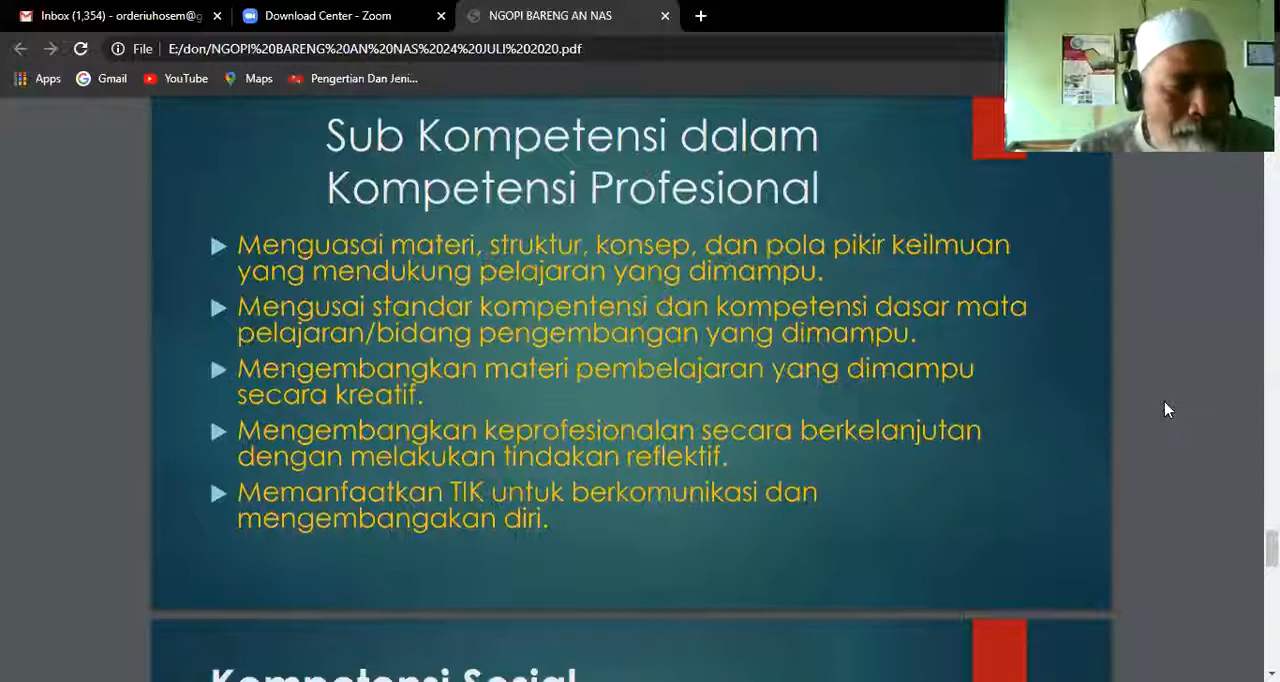 Inbox (1,354) - orderiuhosem@g
Download Center - Zoom
NGOPI BARENG AN NAS
File
E:/don/NGOPI%20BARENG%20AN%20NAS%2024%20JULI%202020.pdf
Apps
Gmail
YouTube
Maps
Pengertian Dan Jeni...
Sub Kompetensi dalam
Kompetensi Profesional
Menguasai materi, struktur, konsep, dan pola pikir keilmuan
yang mendukung pelajaran yang dimampu.
Mengusai standar kompentensi dan kompetensi dasar mata
pelajaran/bidang pengembangan yang dimampu.
Mengembangkan materi pembelajaran yang dimampu
secara kreatif.
Mengembangkan keprofesionalan secara berkelanjutan
dengan melakukan tindakan reflektif.
Memanfaatkan TIK untuk berkomunikasi dan
mengembangakan diri.
Kompetensi Sosial